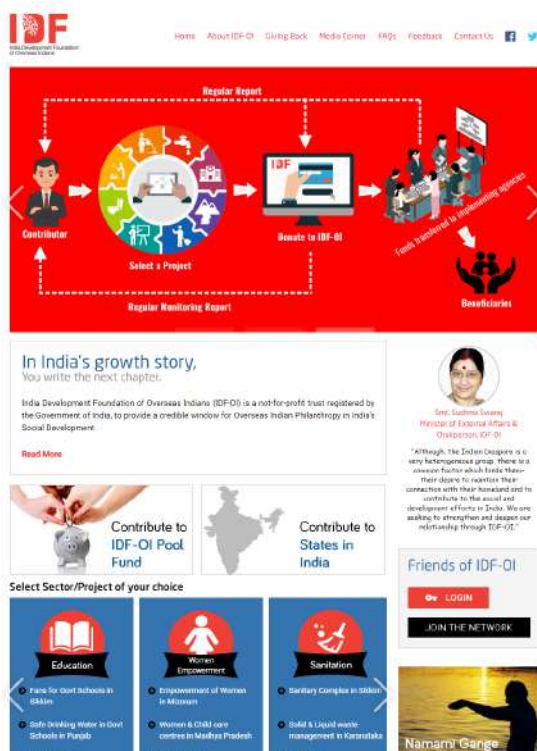 IDF
India Development Foundation
of Overseas Indians
Home About IDF-OI Giving Back Media Corner FAQs Feedback Contact Us
Regular Report
IDF
Contributor
Select a Project
Donate to IDF-OI
Funds transferred to implementing agencies
Beneficiaries
Regular Monitoring Report
In India's growth story,
You write the next chapter.
India Development Foundation of Overseas Indians (IDF-OI) is a not-for-profit trust registered by
the Government of India, to provide a credible window for Overseas Indian Philanthropy in India's
Social Development
Read More
Smt. Sushma Swaraj
Minister of External Affairs &
Chairperson, IDF-OI
"Although, the Indian Diaspora is a
very heterogeneous group, there is a
common factor which binds them-
their desire to maintain their
connection with their homeland and to
contribute to the social and
development efforts in India. We are
seeking to strengthen and deepen our
relationship through IDF-OI."
Contribute to
IDF-OI Pool
Fund
Contribute to
States in
India
Friends of IDF-OI
LOGIN
JOIN THE NETWORK
Select Sector/Project of your choice
Education
Fans for Govt Schools in
Sikkim
Safe Drinking Water in Govt
Schools in Punjab
Women
Empowerment
Empowerment of Women
in Mizoram
Women & Child care
centres in Madhya Pradesh
Sanitation
Sanitary Complex in Sikkim
Solid & Liquid waste
management in Karanataka
Namami Gange